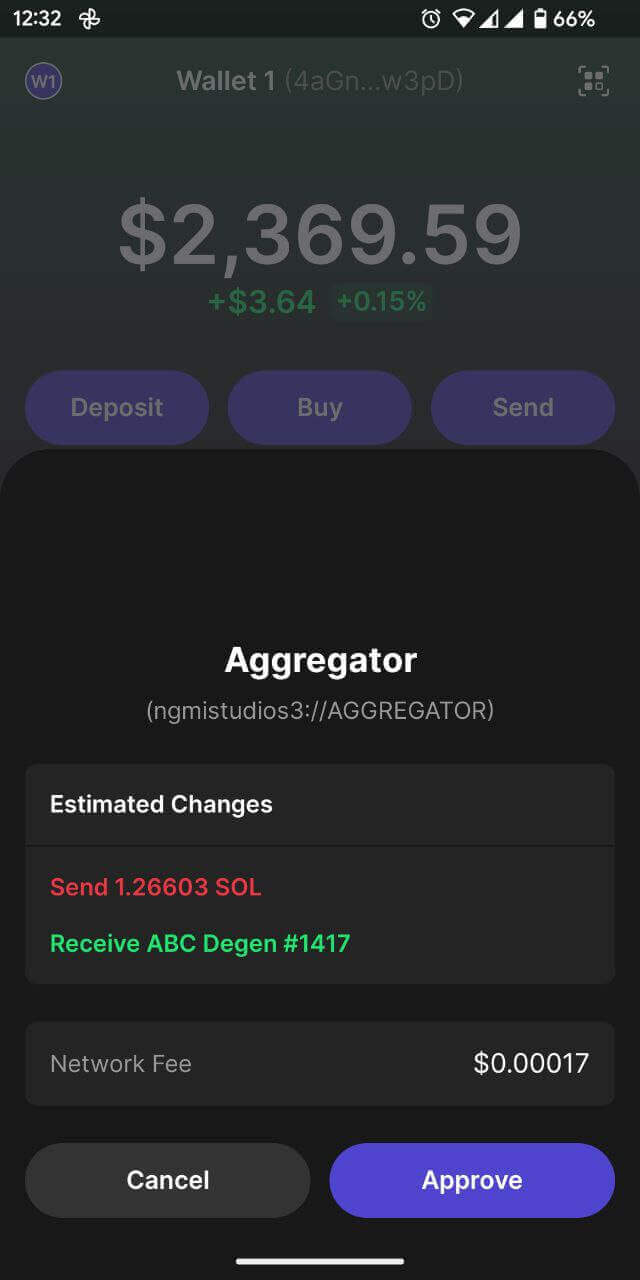 12:32 66%
W1 Wallet 1 (4aGn...w3pD)
$2,369.59
+$3.64 +0.15%
Deposit Buy Send
Aggregator
(ngmistudios3://AGGREGATOR)
Estimated Changes
Send 1.26603 SOL
Receive ABC Degen #1417
Network Fee $0.00017
Cancel Approve